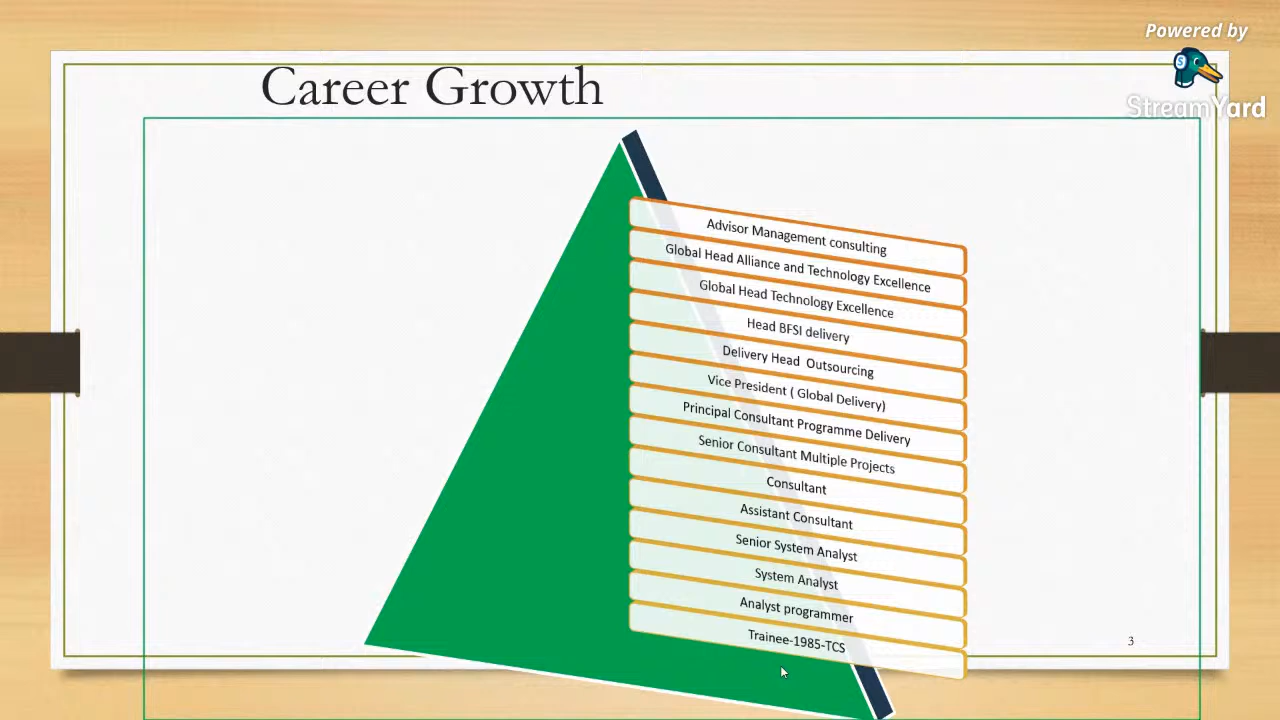 Powered by
StreamYard
Career Growth
Advisor Management consulting
Global Head Alliance and Technology Excellence
Global Head Technology Excellence
Head BFSI delivery
Delivery Head Outsourcing
Vice President ( Global Delivery)
Principal Consultant Programme Delivery
Senior Consultant Multiple Projects
Consultant
Assistant Consultant
Senior System Analyst
System Analyst
Analyst programmer
Trainee-1985-TCS
3